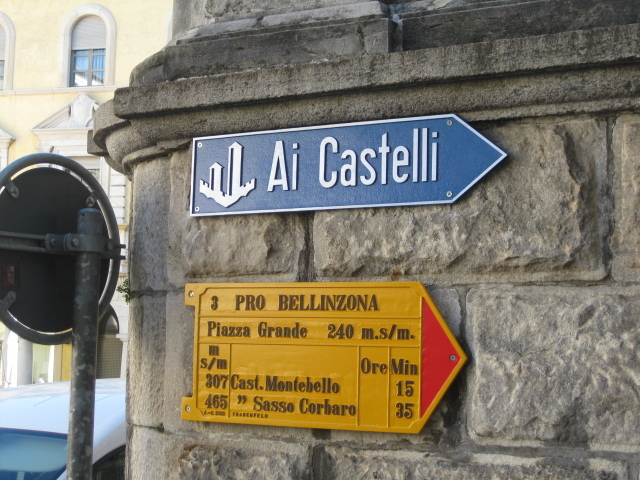 Ai Castelli
3 PRO BELLINZONA
Piazza Grande 240 m.s/m.
m
s/m Ore Min
307 Cast. Montebello 15
465 " Sasso Corbaro 35